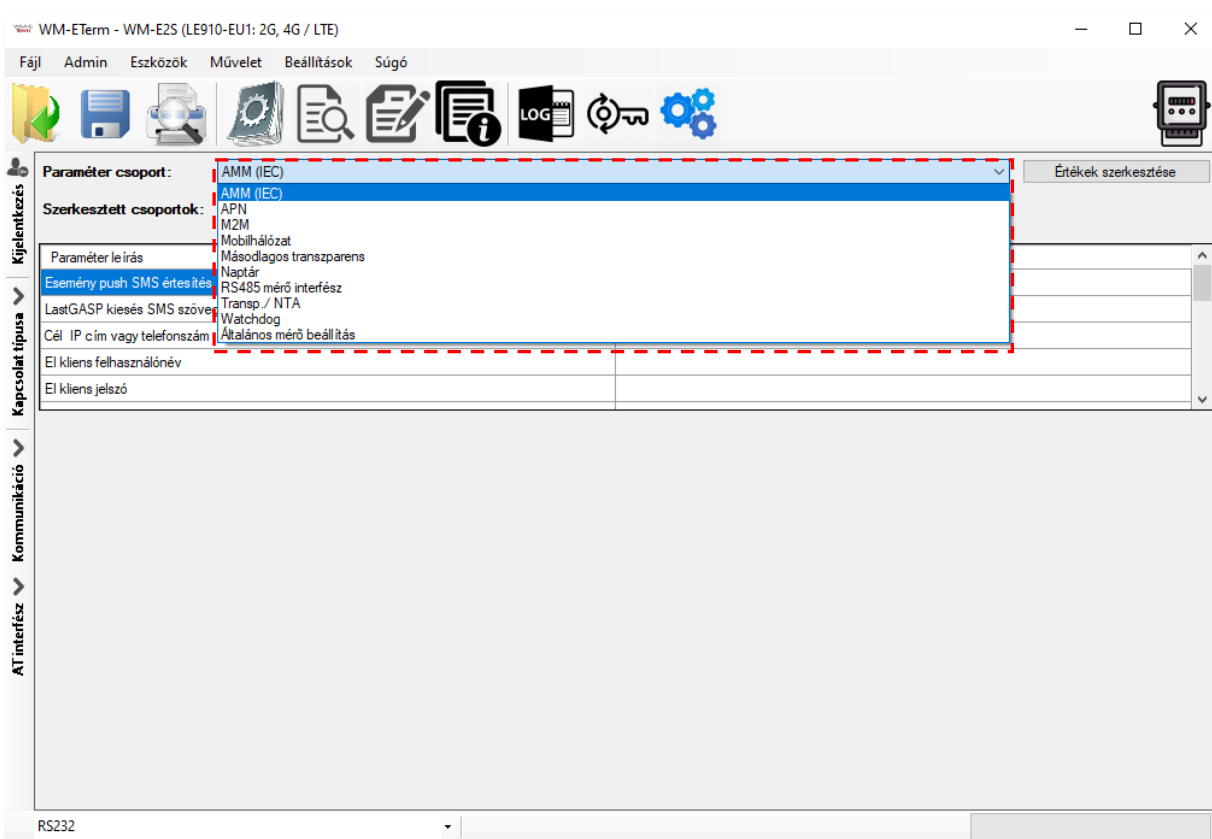 WM-ETerm - WM-E2S (LE910-EU1: 2G, 4G / LTE)
Fájl Admin Eszközök Művelet Beállítások Súgó
LOG
Paraméter csoport: AMM (IEC) Értékek szerkesztése
Szerkesztett csoportok:
AMM (IEC)
APN
M2M
Mobilhálózat
Másodlagos transzparens
Naptár
RS485 mérő interfész
Transp./ NTA
Watchdog
Általános mérő beállítás
Paraméter leírás
Esemény push SMS értesítés
LastGASP kiesés SMS szöveg
Cél IP cím vagy telefonszám
EI kliens felhasználónév
EI kliens jelszó
Kijelentkezés
Kapcsolat típusa
Kommunikáció
AT interfész
RS232